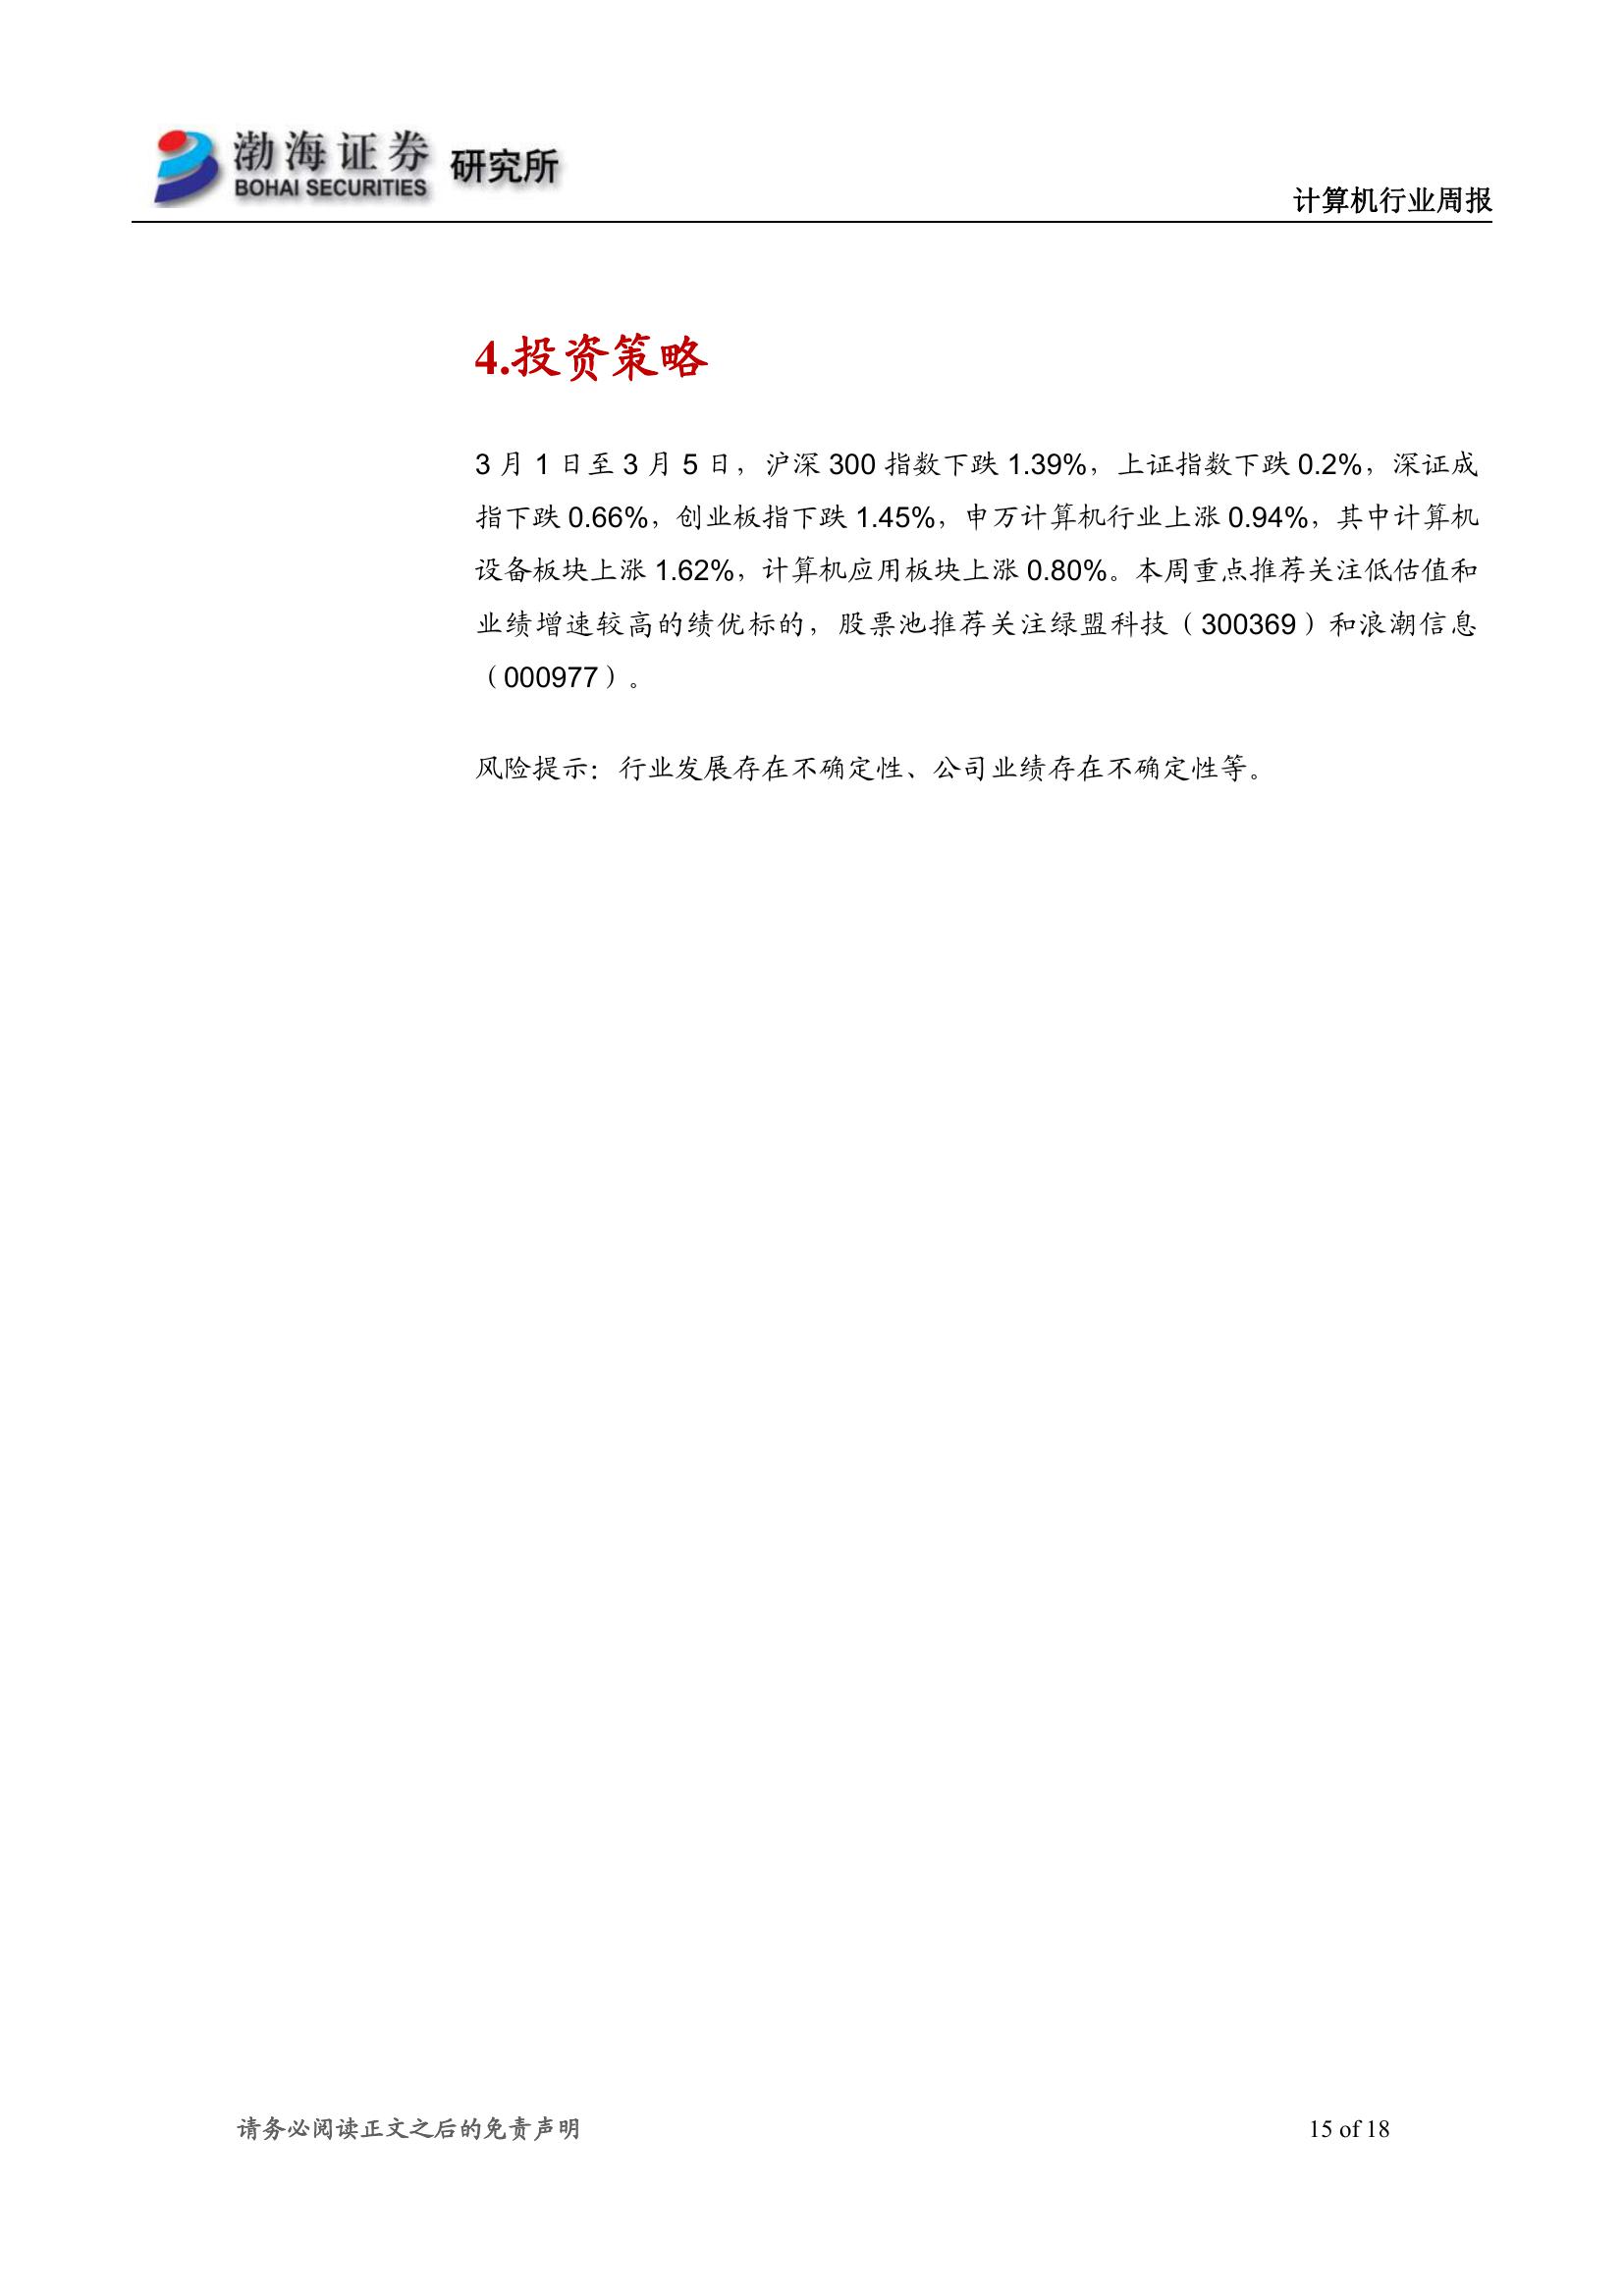 渤海证券 研究所
BOHAI SECURITIES
计算机行业周报
4.投资策略
3 月 1 日至 3 月 5 日，沪深 300 指数下跌 1.39%，上证指数下跌 0.2%，深证成
指下跌 0.66%，创业板指下跌 1.45%，申万计算机行业上涨 0.94%，其中计算机
设备板块上涨 1.62%，计算机应用板块上涨 0.80%。本周重点推荐关注低估值和
业绩增速较高的绩优标的，股票池推荐关注绿盟科技（300369）和浪潮信息
（000977）。
风险提示：行业发展存在不确定性、公司业绩存在不确定性等。
请务必阅读正文之后的免责声明
15 of 18